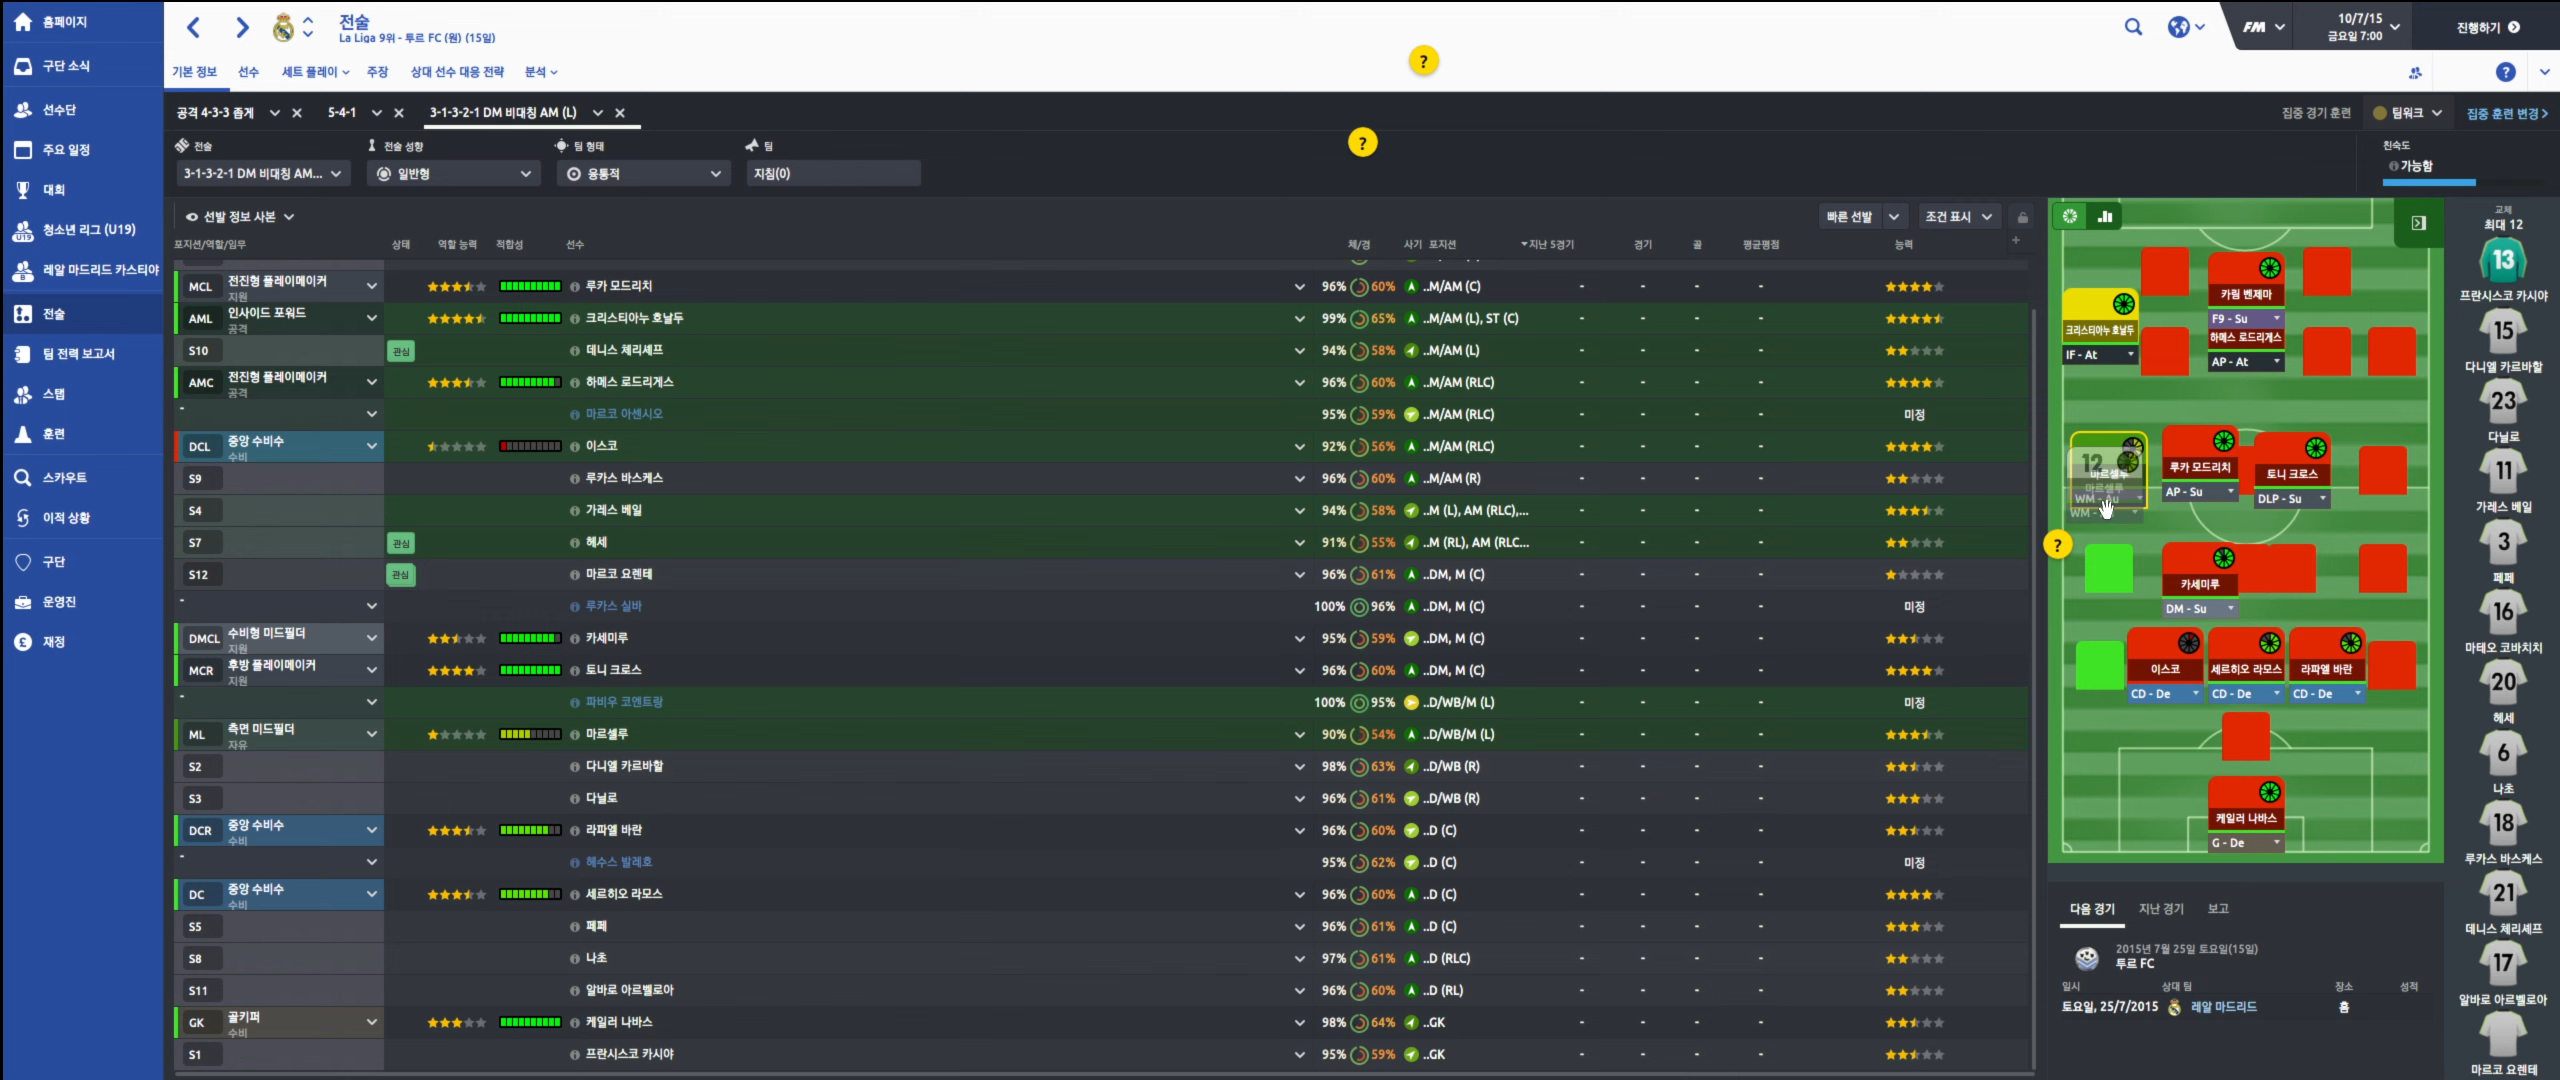 홈페이지
구단 소식
선수단
주요 일정
대회
청소년 리그 (U19)
레알 마드리드 카스티야
전술
팀 전력 보고서
스탭
훈련
스카우트
이적 상황
구단
운영진
재정
전술
La Liga 9위 - 투르 FC (원) (15일)
기본 정보 선수 세트 플레이 주장 상대 선수 대응 전략 분석
FM
10/7/15
금요일 7:00
진행하기
공격 4-3-3 좁게 5-4-1 3-1-3-2-1 DM 비대칭 AM (L)
집중 경기 훈련 팀워크 집중 훈련 변경 >
전술 전술 성향 팀 형태 팀
3-1-3-2-1 DM 비대칭 AM... 일반형 융통적 지침(0)
친숙도
가능함
선발 정보 사본 빠른 선발 조건 표시
포지션/역할/임무 상태 역할 능력 적합성 선수 체/경 사기 포지션 지난 5경기 경기 골 평균평점 능력
MCL 전진형 플레이메이커 지원 루카 모드리치 96% 60% ..M/AM (C) - - - -
AML 인사이드 포워드 공격 크리스티아누 호날두 99% 65% ..M/AM (L), ST (C) - - - -
S10 관심 데니스 체리셰프 94% 58% ..M/AM (L) - - - -
AMC 전진형 플레이메이커 공격 하메스 로드리게스 96% 60% ..M/AM (RLC) - - - -
- 마르코 아센시오 95% 59% ..M/AM (RLC) - - - - 미정
DCL 중앙 수비수 수비 이스코 92% 56% ..M/AM (RLC) - - - -
S9 루카스 바스케스 96% 60% ..M/AM (R) - - - -
S4 가레스 베일 94% 58% ..M (L), AM (RLC),... - - - -
S7 관심 헤세 91% 55% ..M (RL), AM (RLC... - - - -
S12 관심 마르코 요렌테 96% 61% ..DM, M (C) - - - -
- 루카스 실바 100% 96% ..DM, M (C) - - - - 미정
DMCL 수비형 미드필더 지원 카세미루 95% 59% ..DM, M (C) - - - -
MCR 후방 플레이메이커 지원 토니 크로스 96% 60% ..DM, M (C) - - - -
- 파비우 코엔트랑 100% 95% ..D/WB/M (L) - - - - 미정
ML 측면 미드필더 자유 마르셀루 90% 54% ..D/WB/M (L) - - - -
S2 다니엘 카르바할 98% 63% ..D/WB (R) - - - -
S3 다닐로 96% 61% ..D/WB (R) - - - -
DCR 중앙 수비수 수비 라파엘 바란 96% 60% ..D (C) - - - -
- 헤수스 발레호 95% 62% ..D (C) - - - - 미정
DC 중앙 수비수 수비 세르히오 라모스 96% 60% ..D (C) - - - -
S5 페페 96% 61% ..D (C) - - - -
S8 나초 97% 61% ..D (RLC) - - - -
S11 알바로 아르벨로아 96% 60% ..D (RL) - - - -
GK 골키퍼 수비 케일러 나바스 98% 64% ..GK - - - -
S1 프란시스코 카시야 95% 59% ..GK - - - -
카림 벤제마
F9 - Su
크리스티아누 호날두
IF - At
하메스 로드리게스
AP - At
12
마르셀루
WM - Au
루카 모드리치
AP - Su
토니 크로스
DLP - Su
카세미루
DM - Su
이스코 세르히오 라모스 라파엘 바란
CD - De CD - De CD - De
케일러 나바스
G - De
다음 경기 지난 경기 보고
2015년 7월 25일 토요일(15일)
투르 FC
일시 상대 팀 장소 성적
토요일, 25/7/2015 레알 마드리드 홈
교체
최대 12
13
프란시스코 카시야
15
다니엘 카르바할
23
다닐로
11
가레스 베일
3
페페
16
마테오 코바치치
20
헤세
6
나초
18
루카스 바스케스
21
데니스 체리셰프
17
알바로 아르벨로아
마르코 요렌테